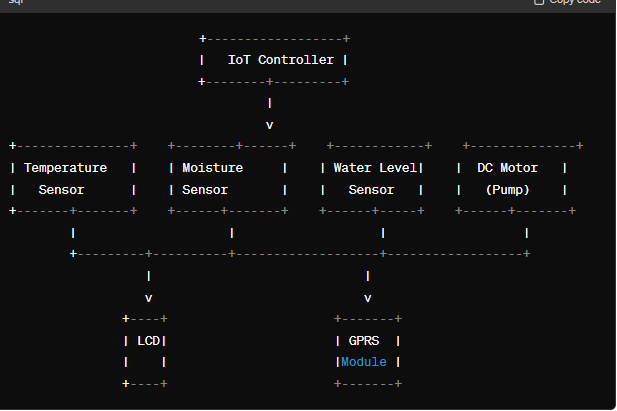 sql Copy code
IoT Controller
v
Temperature Moisture Water Level DC Motor
Sensor Sensor Sensor (Pump)
v v
LCD GPRS
Module